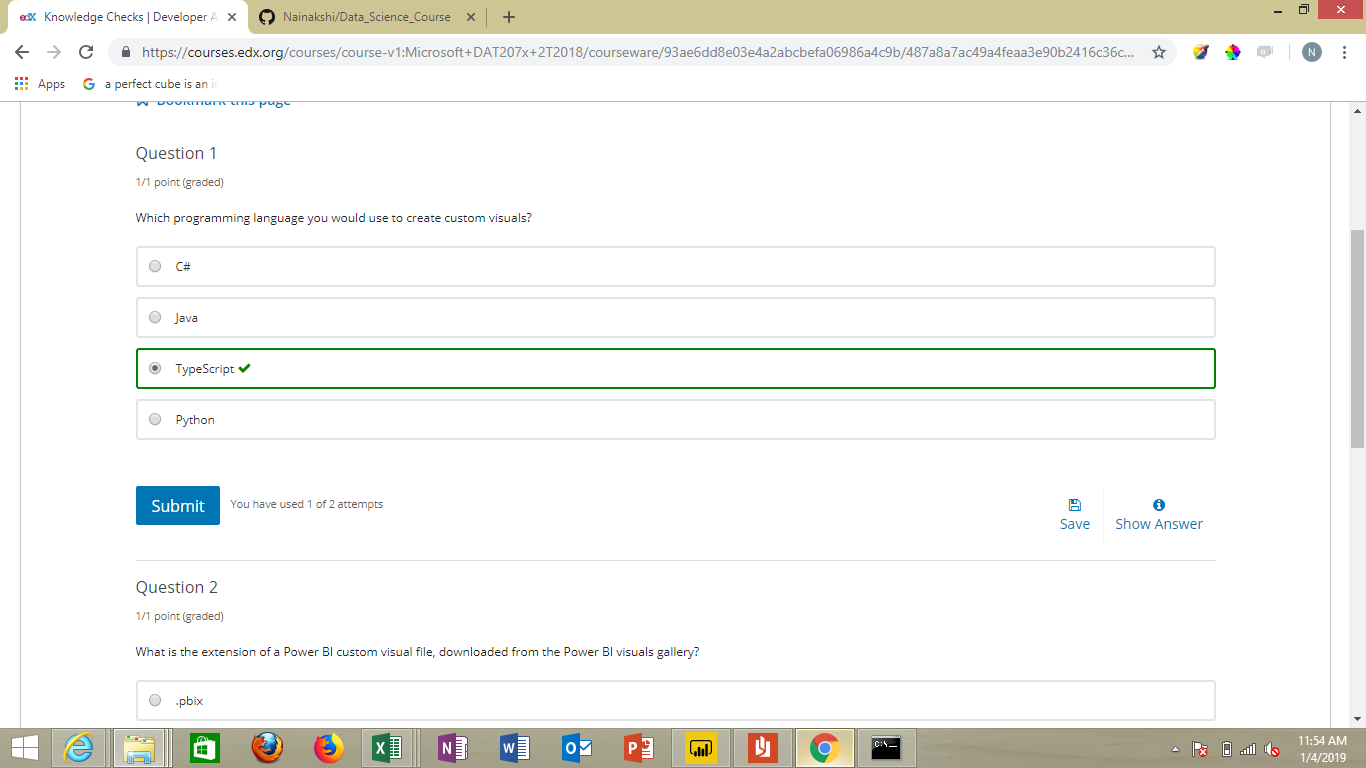 edX Knowledge Checks | Developer A
Nainakshi/Data_Science_Course
https://courses.edx.org/courses/course-v1:Microsoft+DAT207x+2T2018/courseware/93ae6dd8e03e4a2abcbefa06986a4c9b/487a8a7ac49a4feaa3e90b2416c36c...
N
Apps
G a perfect cube is an i
Bookmark this page
Question 1
1/1 point (graded)
Which programming language you would use to create custom visuals?
C#
Java
TypeScript
Python
Submit
You have used 1 of 2 attempts
Save
Show Answer
Question 2
1/1 point (graded)
What is the extension of a Power BI custom visual file, downloaded from the Power BI visuals gallery?
.pbix
11:54 AM
1/4/2019